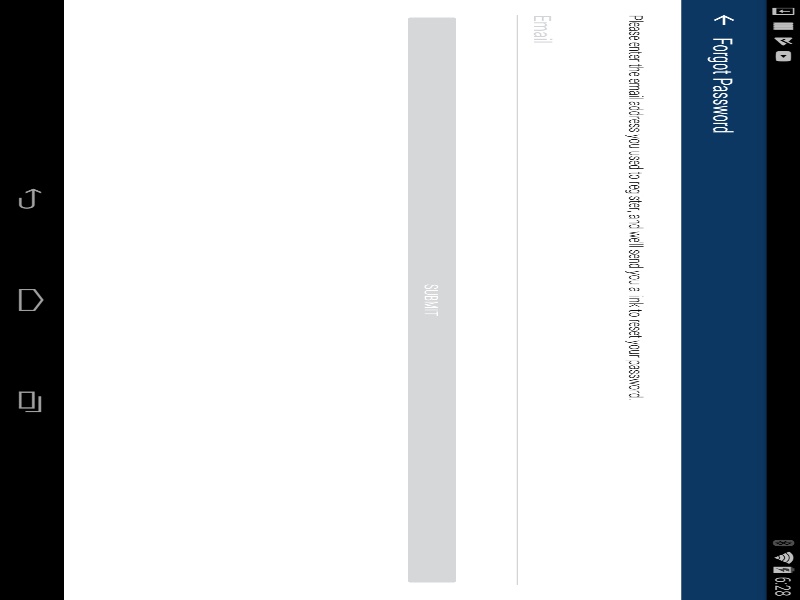 6:28
Forgot Password
Please enter the email address you used to register, and we'll send you a link to reset your password.
Email
SUBMIT